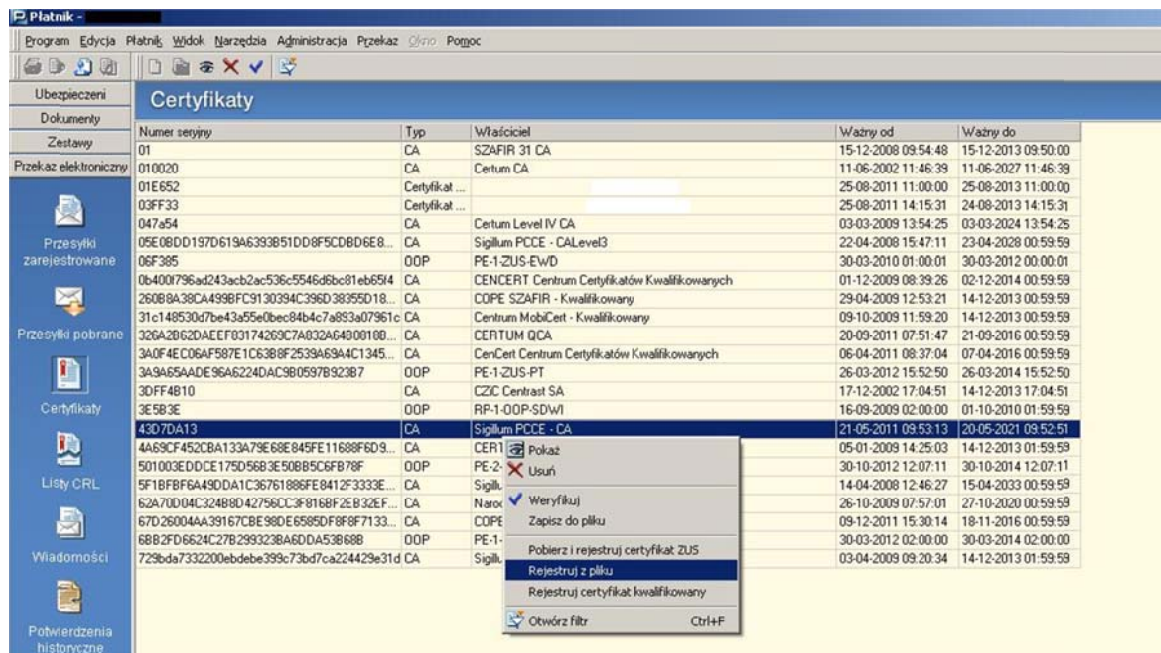 Płatnik -
Program Edycja Płatnik Widok Narzędzia Administracja Przekaz Okno Pomoc
Ubezpieczeni
Dokumenty
Zestawy
Przekaz elektroniczny
Przesyłki zarejestrowane
Przesyłki pobrane
Certyfikaty
Listy CRL
Wiadomości
Potwierdzenia historyczne
Certyfikaty
Numer seryjny Typ Właściciel Ważny od Ważny do
01 CA SZAFIR 31 CA 15-12-2008 09:54:48 15-12-2013 09:50:00
010020 CA Certum CA 11-06-2002 11:46:39 11-06-2027 11:46:39
01E652 Certyfikat ... 25-08-2011 11:00:00 25-08-2013 11:00:00
03FF33 Certyfikat ... 25-08-2011 14:15:31 24-08-2013 14:15:31
047a54 CA Certum Level IV CA 03-03-2009 13:54:25 03-03-2024 13:54:25
05E0BDD197D619A6393B51DD8F5CDBD6E8... CA Sigillum PCCE - CALevel3 22-04-2008 15:47:11 23-04-2028 00:59:59
06F385 OOP PE-1-ZUS-EWD 30-03-2010 01:00:01 30-03-2012 00:00:01
0b400f796ad243acb2ac536c5546d6bc81eb65f4 CA CENCERT Centrum Certyfikatów Kwalifikowanych 01-12-2009 08:39:26 02-12-2014 00:59:59
260B8A38CA499BFC9130394C396D38355D18... CA COPE SZAFIR - Kwalifikowany 29-04-2009 12:53:21 14-12-2013 00:59:59
31c148530d7be43a55e0bec84b4c7a893a07961c CA Centrum MobiCert - Kwalifikowany 09-10-2009 11:59:20 14-12-2013 00:59:59
326A2B62DAEEF83174269C7A832A6480018B... CA CERTUM QCA 20-09-2011 07:51:47 21-09-2016 00:59:59
3A0F4EC06AF587E1C63B8F2539A69A4C1345... CA CenCert Centrum Certyfikatów Kwalifikowanych 06-04-2011 08:37:04 07-04-2016 00:59:59
3A9A65AADE96A6224DAC9B0597B923B7 OOP PE-1-ZUS-PT 26-03-2012 15:52:50 26-03-2014 15:52:50
3DFF4B10 CA CZiC Centrast SA 17-12-2002 17:04:51 14-12-2013 17:04:51
3E5B3E OOP RP-1-OOP-SDWI 16-09-2009 02:00:00 01-10-2010 01:59:59
43D7DA13 CA Sigillum PCCE - CA 21-05-2011 09:53:13 20-05-2021 09:52:51
4A69CF452CBA133A79E68E845FE11688F6D9... CA CER 05-01-2009 14:25:03 14-12-2013 01:59:59
501003EDDCE175D56B3E50BB5C6FB78F OOP PE-2- 30-10-2012 12:07:11 30-10-2014 12:07:11
5F1BFBF6A49DDA1C36761886FE8412F3333E... CA Sigill 14-04-2008 12:46:27 15-04-2033 00:59:59
62A70D04C324B8D42756CC3F816BF2EB32EF... CA Naroc 26-10-2009 07:57:01 27-10-2020 00:59:59
67D26004AA39167CBE98DE6585DF8F8F7133... CA COPE 09-12-2011 15:30:14 18-11-2016 00:59:59
6BB2FD6624C27B299323BA6DDA53B68B OOP PE-1- 30-03-2012 02:00:00 30-03-2014 02:00:00
729bda7332200ebdebe399c73bd7ca224429e31d CA Sigill 03-04-2009 09:20:34 14-12-2013 01:59:59
Pokaż
Usuń
Weryfikuj
Zapisz do pliku
Pobierz i rejestruj certyfikat ZUS
Rejestruj z pliku
Rejestruj certyfikat kwalifikowany
Otwórz filtr Ctrl+F